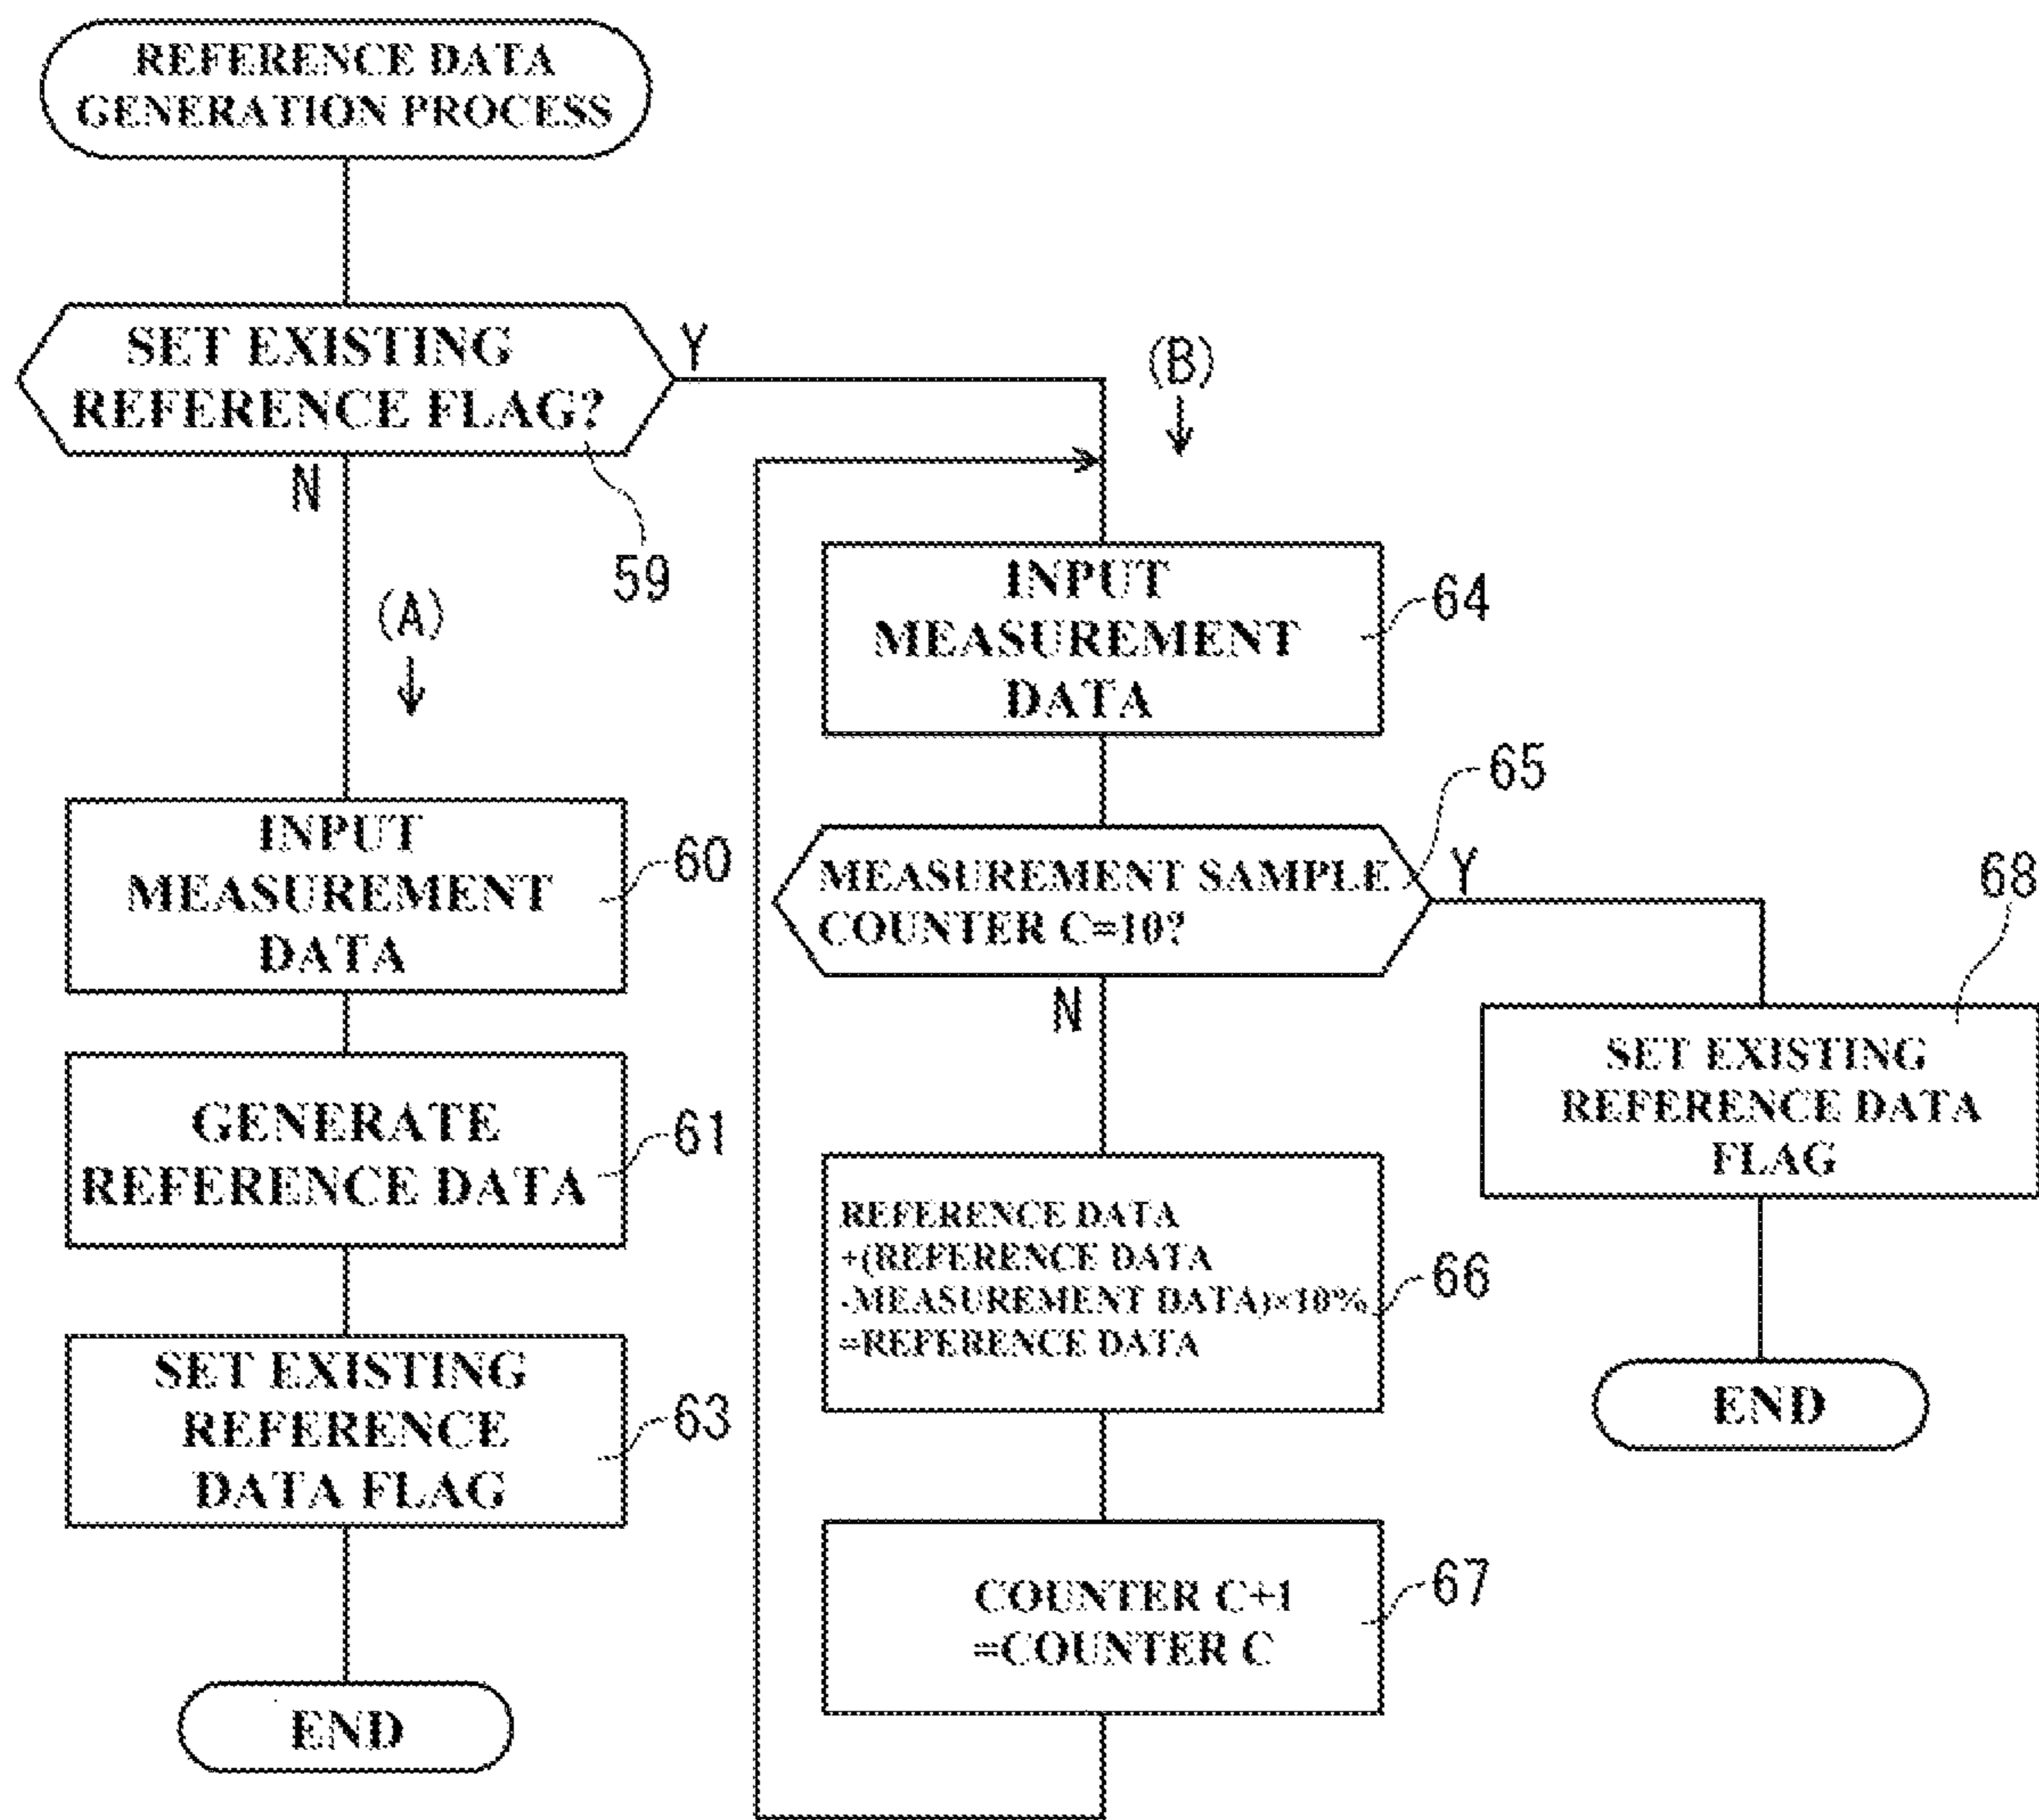 REFERENCE DATA
GENERATION PROCESS
SET EXISTING
REFERENCE FLAG?
Y
N
59
(A)
INPUT
MEASUREMENT
DATA
60
GENERATE
REFERENCE DATA
61
SET EXISTING
REFERENCE
DATA FLAG
63
END
(B)
INPUT
MEASUREMENT
DATA
64
MEASUREMENT SAMPLE
COUNTER C=10?
65
Y
N
REFERENCE DATA
+(REFERENCE DATA
-MEASUREMENT DATA)×10%
=REFERENCE DATA
66
COUNTER C+1
=COUNTER C
67
68
SET EXISTING
REFERENCE DATA
FLAG
END